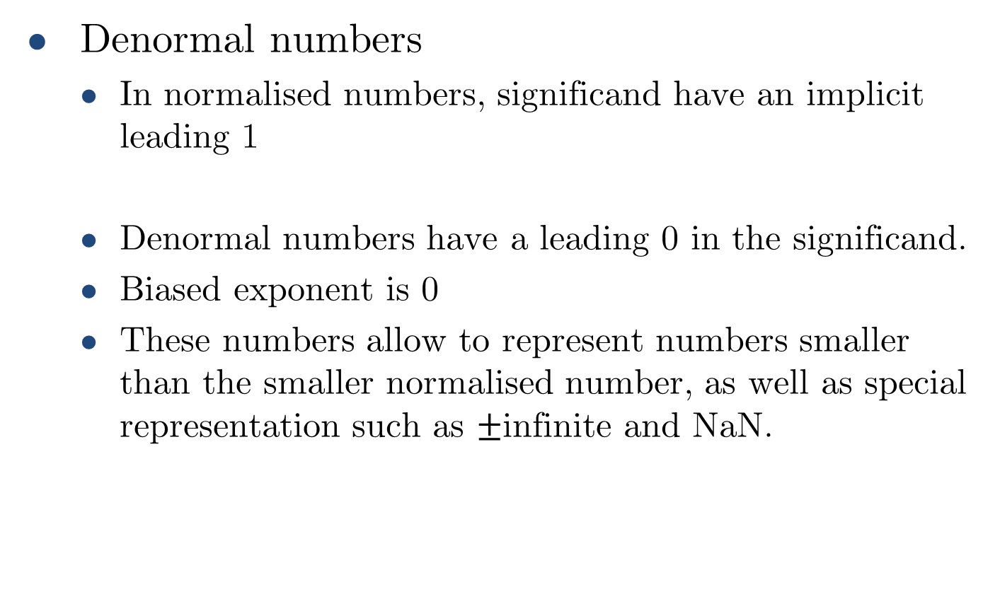 • Denormal numbers
• In normalised numbers, significand have an implicit
leading 1
• Denormal numbers have a leading 0 in the significand.
• Biased exponent is 0
• These numbers allow to represent numbers smaller
than the smaller normalised number, as well as special
representation such as ±infinite and NaN.